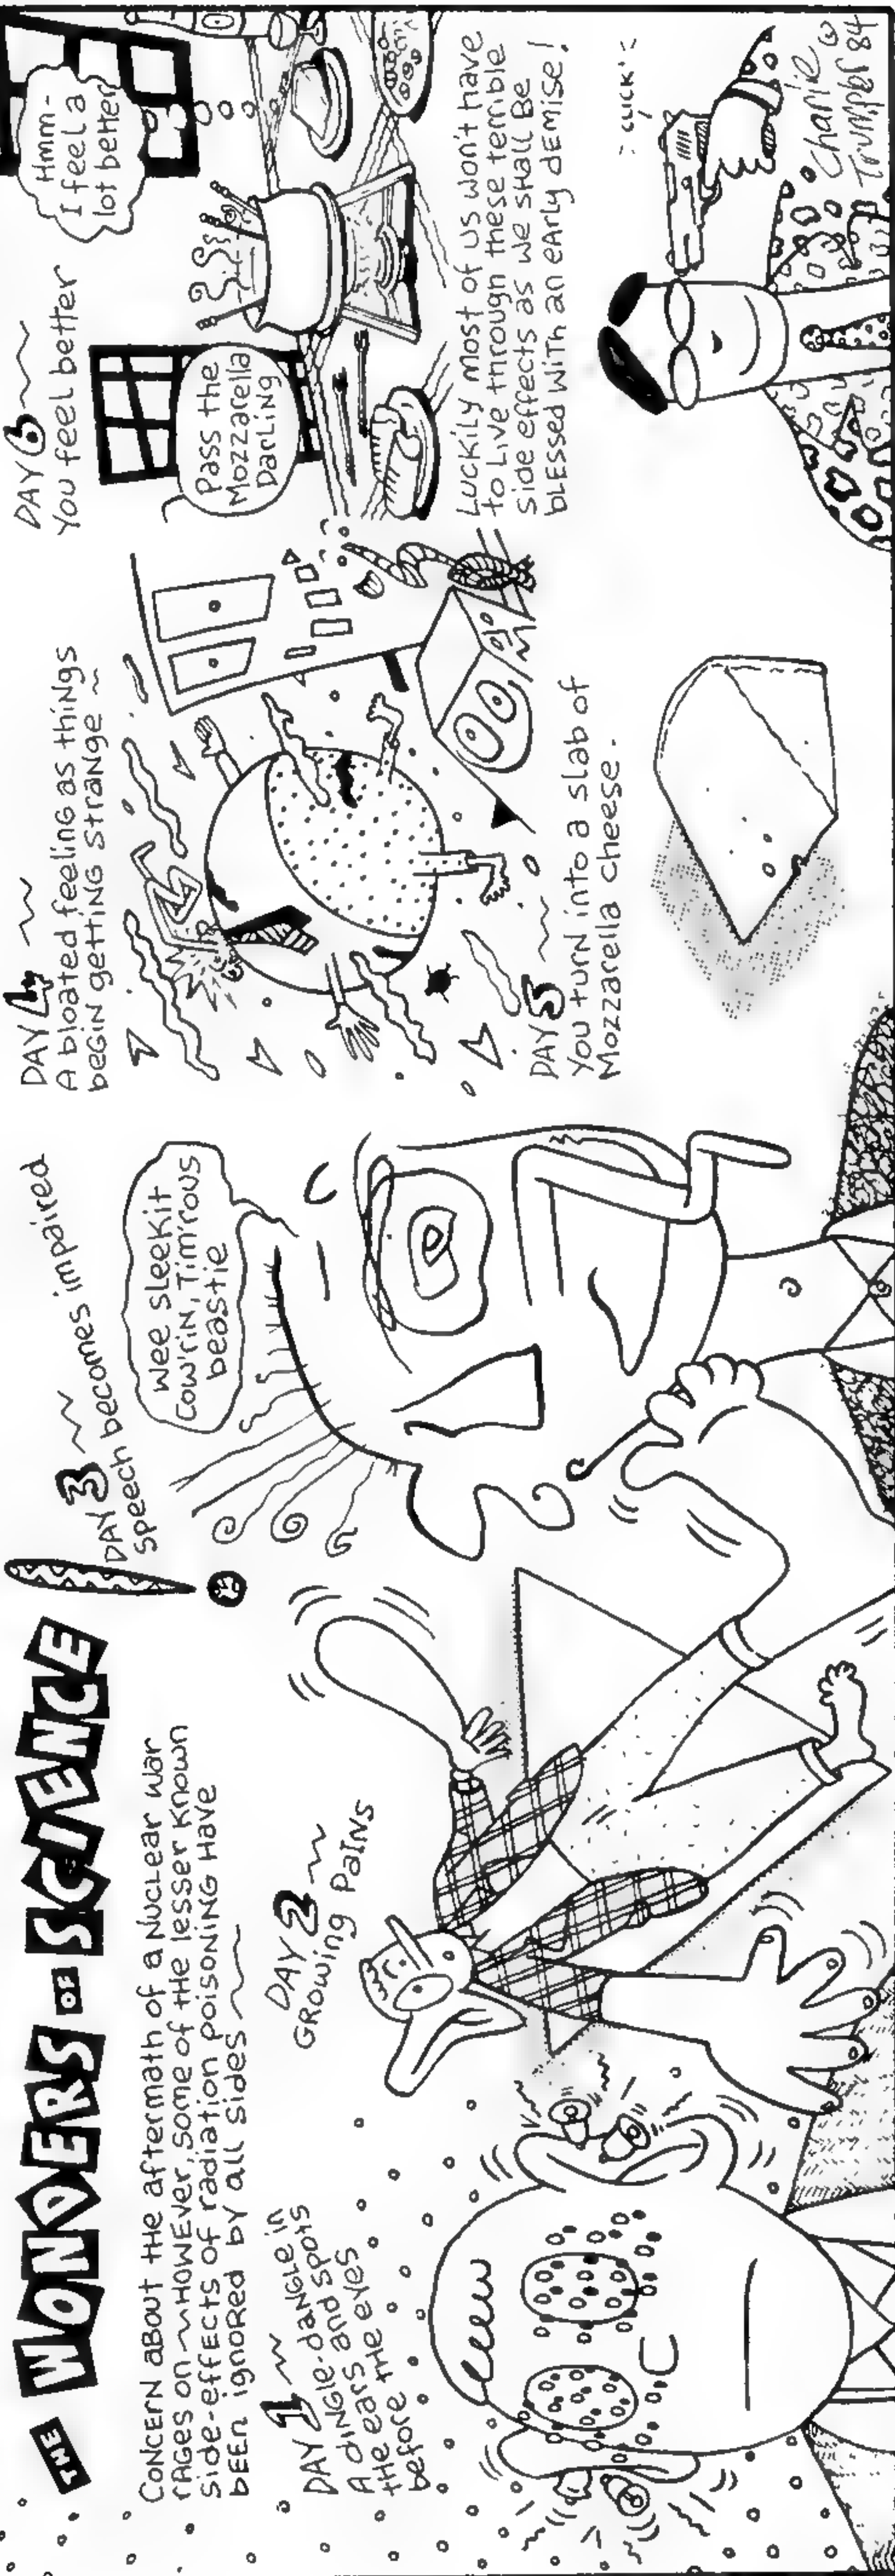 THE WONDERS OF SCIENCE!
CONCERN ABOUT THE AFTERMATH OF A NUCLEAR WAR
rages on ~ HOWEVER, some of the lesser known
side-effects of radiation poisoning have
been ignored by all sides ~
DAY 1 ~
A dingle-dangle in
the ears and spots
before the eyes
DAY 2 ~
Growing Pains
DAY 3 ~
Speech becomes impaired
Wee sleekit
Cow'rin, Tim'rous
beastie
DAY 4 ~
A bloated feeling as things
begin getting strange ~
DAY 5 ~
You turn into a slab of
Mozzarella cheese.
DAY 6 ~
You feel better
Hmm -
I feel a
lot better
Pass the
Mozzarella
Darling
Luckily most of us won't have
to live through these terrible
side effects as we shall be
blessed with an early demise!
CLICK!
Charlie
Trumper 84